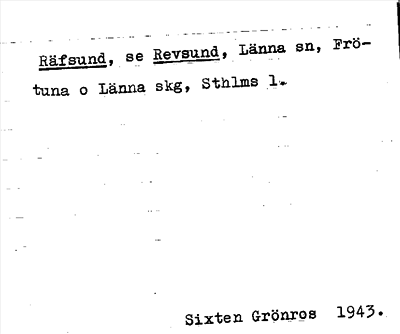 Räfsund, se Revsund, Länna sn, Frö-
tuna o Länna skg, Sthlms l.
Sixten Grönros 1943.